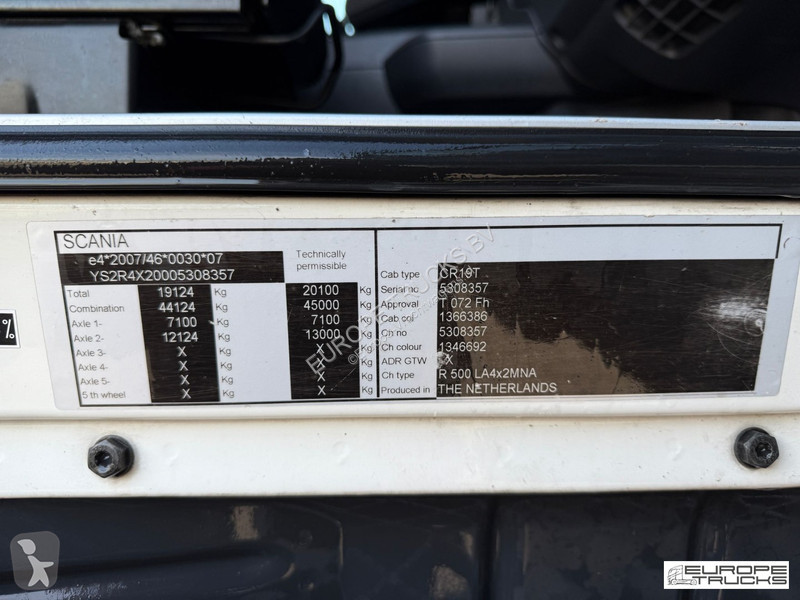 SCANIA
e4*2007/46*0030*07
YS2R4X20005308357
Technically
permissible
Total 19124 Kg 20100 Kg
Combination 44124 Kg 45000 Kg
Axle 1- 7100 Kg 7100 Kg
Axle 2- 12124 Kg 13000 Kg
Axle 3- X Kg X Kg
Axle 4- X Kg X Kg
Axle 5- X Kg X Kg
5 th wheel X Kg X Kg
Cab type CR19T
Serial no 5308357
Approval T 072 Fh
Cab col 1366386
Ch no 5308357
Ch colour 1346692
ADR GTW X
Ch type R 500 LA4x2MNA
Produced in THE NETHERLANDS
%
EUROPE TRUCKS BV
EUROPE
TRUCKS